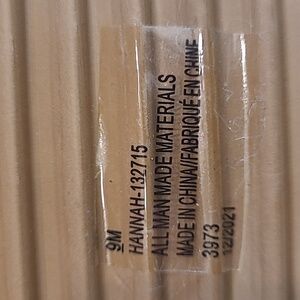 9M
HANNAH-132715
ALL MAN MADE MATERIALS
MADE IN CHINA//FABRIQUÉ EN CHINE
3973
12/2021